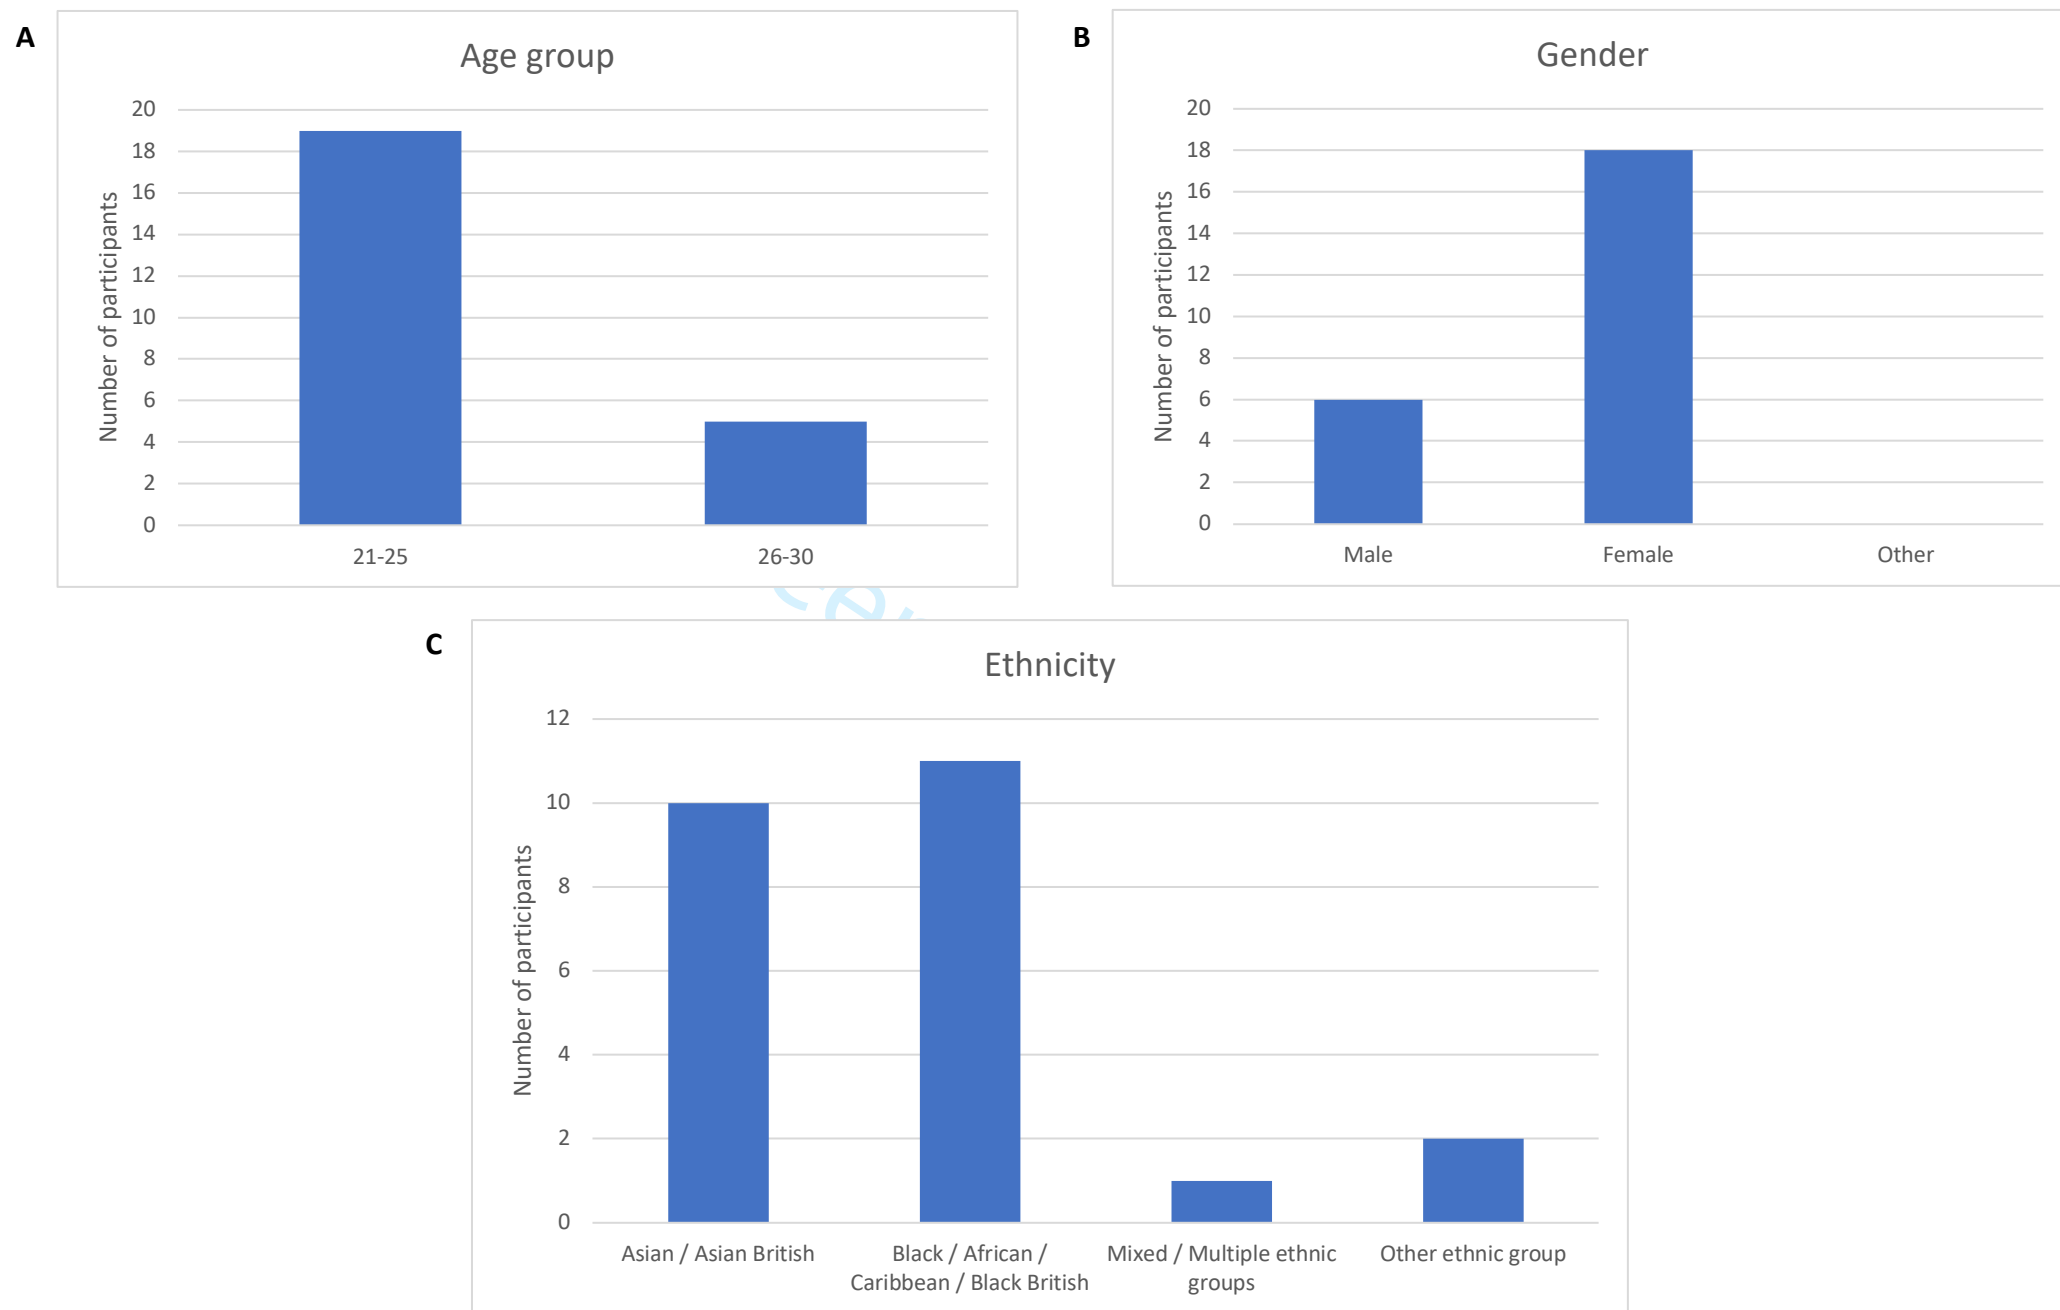 A
Age group
20
18
16
14
12
10
8
6
4
2
0
Number of participants
21-25
26-30
B
Gender
20
18
16
14
12
10
8
6
4
2
0
Number of participants
Male
Female
Other
C
Ethnicity
12
10
8
6
4
2
0
Number of participants
Asian / Asian British
Black / African /
Caribbean / Black British
Mixed / Multiple ethnic
groups
Other ethnic group